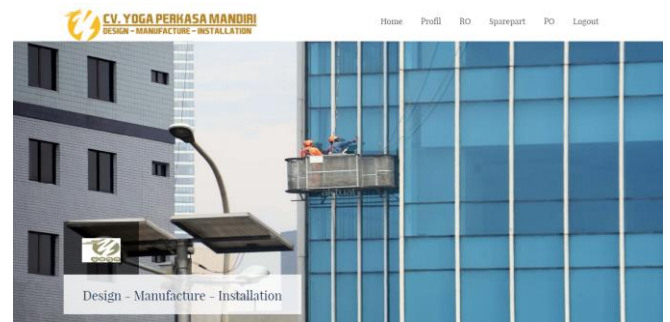 CV. YOGA PERKASA MANDIRI
DESIGN - MANUFACTURE - INSTALLATION
Home Profil RO Sparepart PO Logout
Design - Manufacture - Installation